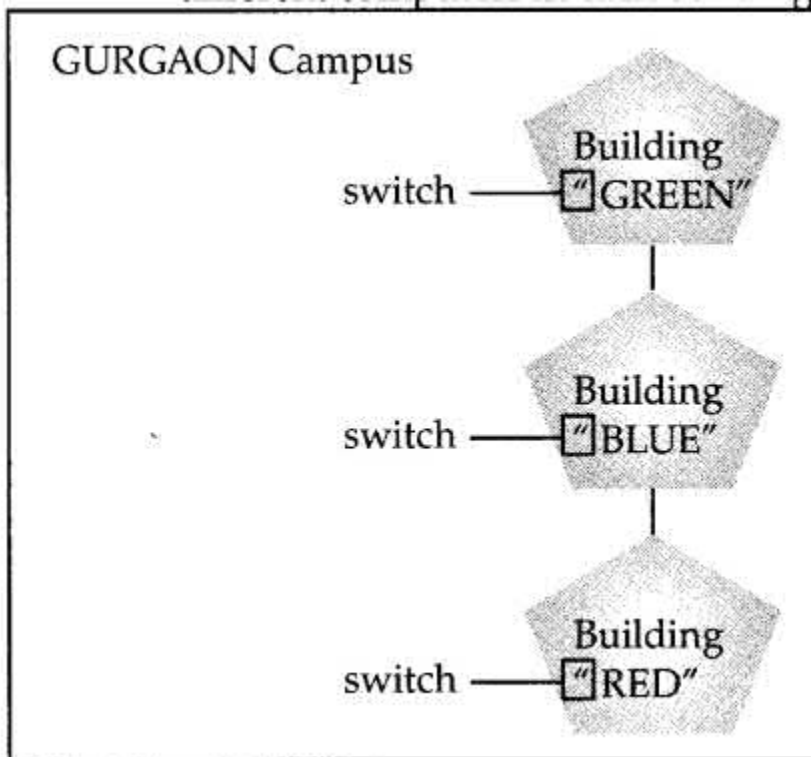 GURGAON Campus
Building
switch "GREEN"
Building
switch "BLUE"
Building
switch "RED"